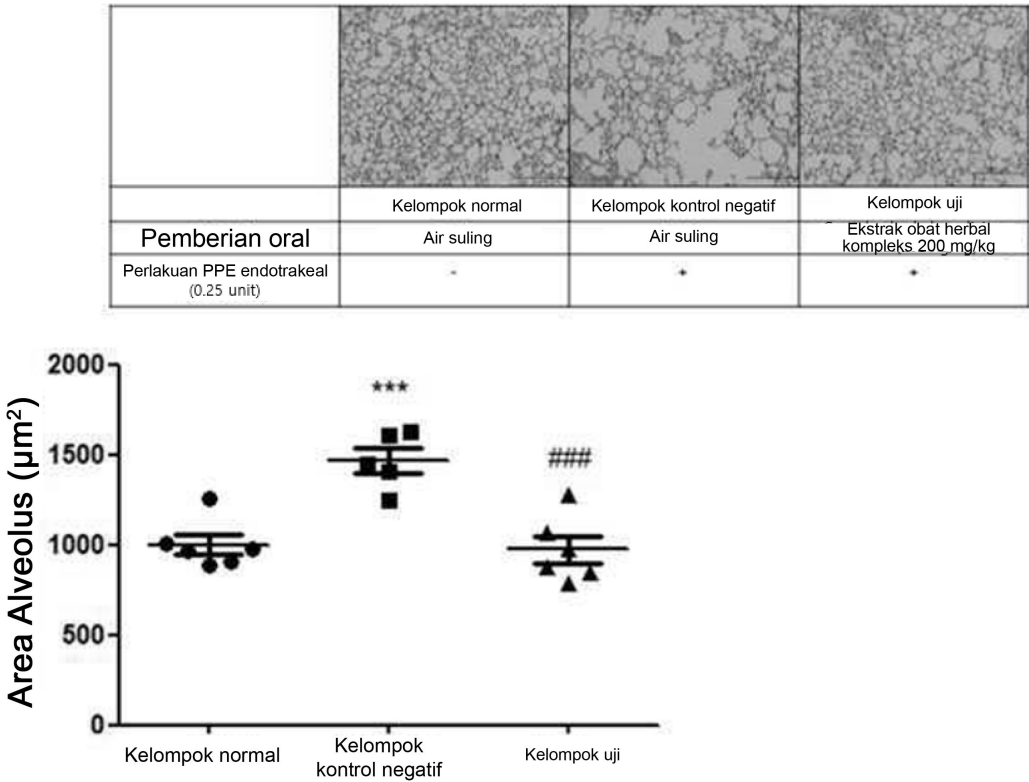 Kelompok normal
Kelompok kontrol negatif
Kelompok uji
Pemberian oral
Air suling
Air suling
Ekstrak obat herbal
kompleks 200 mg/kg
Perlakuan PPE endotrakeal
(0.25 unit)
-
+
+
Area Alveolus (µm²)
2000
1500
1000
500
0
***
###
Kelompok normal
Kelompok
kontrol negatif
Kelompok uji